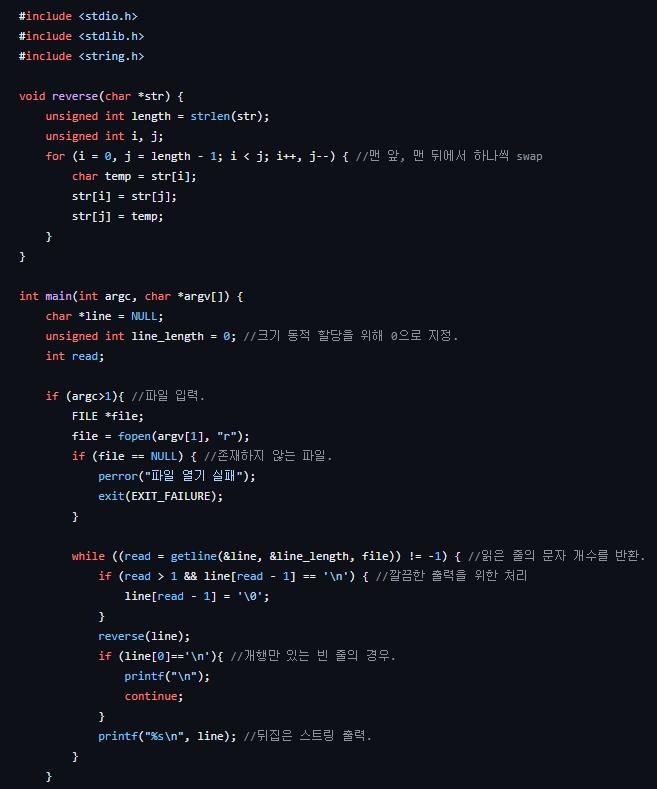 #include <stdio.h>
#include <stdlib.h>
#include <string.h>
void reverse(char *str) {
unsigned int length = strlen(str);
unsigned int i, j;
for (i = 0, j = length - 1; i < j; i++, j--) { //맨 앞, 맨 뒤에서 하나씩 swap
char temp = str[i];
str[i] = str[j];
str[j] = temp;
}
}
int main(int argc, char *argv[]) {
char *line = NULL;
unsigned int line_length = 0; //크기 동적 할당을 위해 0으로 지정.
int read;
if (argc>1){ //파일 입력.
FILE *file;
file = fopen(argv[1], "r");
if (file == NULL) { //존재하지 않는 파일.
perror("파일 열기 실패");
exit(EXIT_FAILURE);
}
while ((read = getline(&line, &line_length, file)) != -1) { //읽은 줄의 문자 개수를 반환.
if (read > 1 && line[read - 1] == '\n') { //깔끔한 출력을 위한 처리
line[read - 1] = '\0';
}
reverse(line);
if (line[0]=='\n'){ //개행만 있는 빈 줄의 경우.
printf("\n");
continue;
}
printf("%s\n", line); //뒤집은 스트링 출력.
}
}